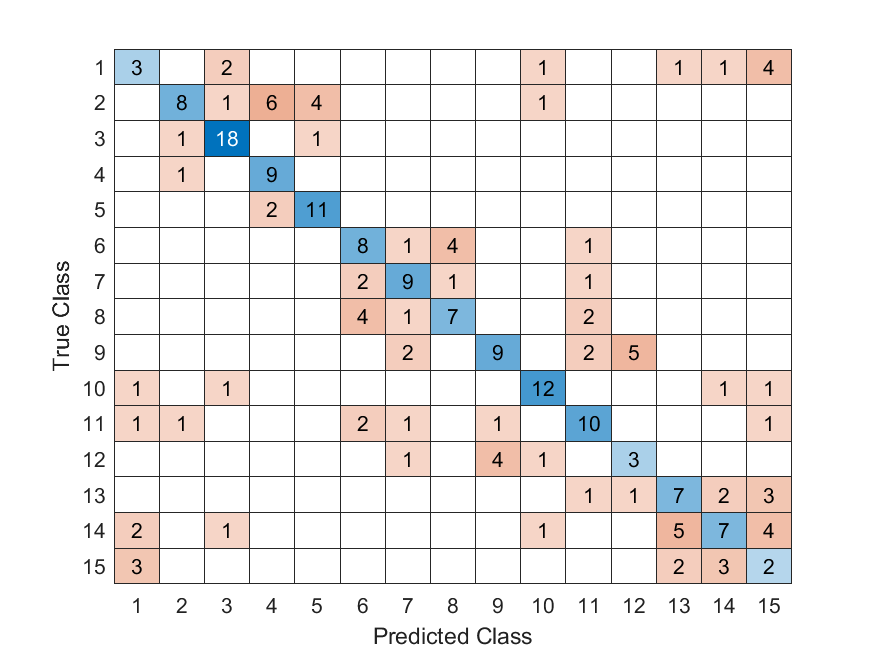 1 3 2 1 1 1 4
2 8 1 6 4 1
3 1 18 1
4 1 9
5 2 11
6 8 1 4 1
7 2 9 1 1
8 4 1 7 2
9 2 9 2 5
10 1 1 12 1 1
11 1 1 2 1 1 10 1
12 1 4 1 3
13 1 1 7 2 3
14 2 1 1 5 7 4
15 3 2 3 2
1 2 3 4 5 6 7 8 9 10 11 12 13 14 15
Predicted Class
True Class